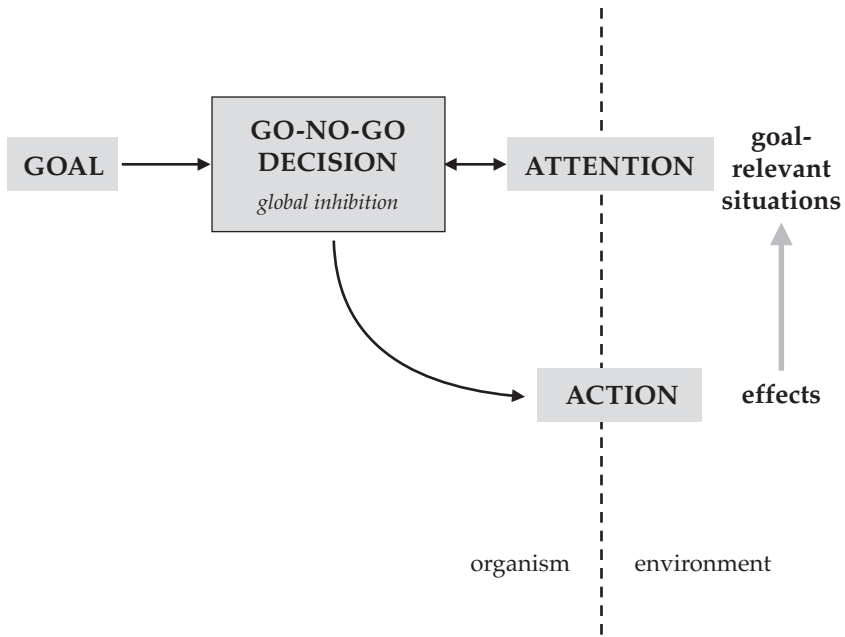 GOAL
GO-NO-GO
DECISION
global inhibition
ATTENTION
goal-
relevant
situations
ACTION
effects
organism
environment